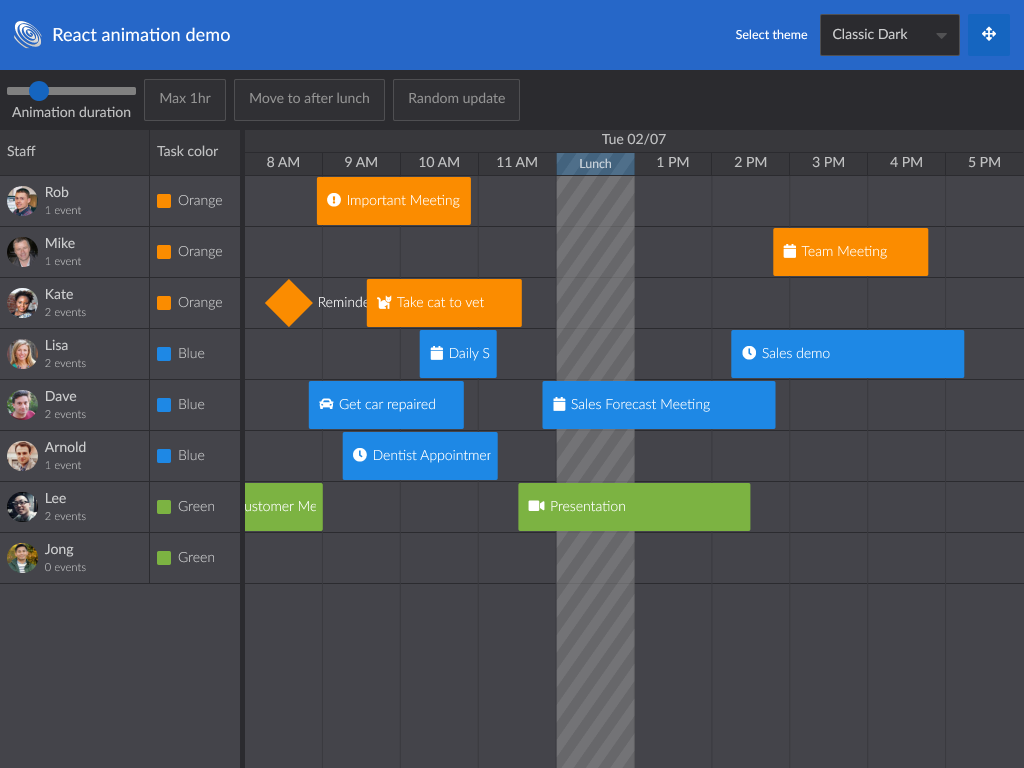 React animation demo
Select theme
Classic Dark
Animation duration
Max 1hr
Move to after lunch
Random update
Staff
Task color
Tue 02/07
8 AM
9 AM
10 AM
11 AM
Lunch
1 PM
2 PM
3 PM
4 PM
5 PM
Rob
1 event
Orange
Important Meeting
Mike
1 event
Orange
Team Meeting
Kate
2 events
Orange
Reminde
Take cat to vet
Lisa
2 events
Blue
Daily S
Sales demo
Dave
2 events
Blue
Get car repaired
Sales Forecast Meeting
Arnold
1 event
Blue
Dentist Appointmen
Lee
2 events
Green
ustomer Me
Presentation
Jong
0 events
Green